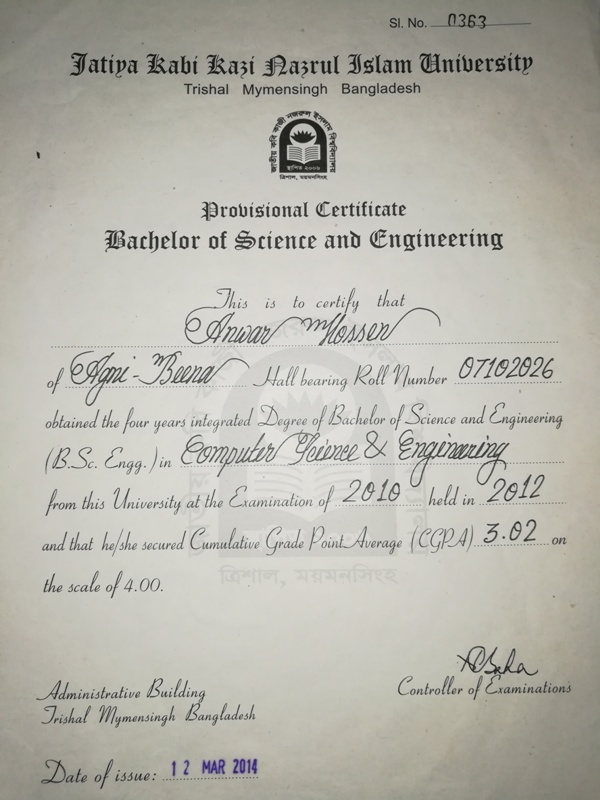 Sl. No. 0363
Jatiya Kabi Kazi Nazrul Islam University
Trishal Mymensingh Bangladesh
জাতীয় কবি কাজী নজরুল ইসলাম বিশ্ববিদ্যালয়
স্থাপিত ২০০৬
ত্রিশাল, ময়মনসিংহ
Provisional Certificate
Bachelor of Science and Engineering
This is to certify that
Anwar Hossen
of Agni-Beena Hall bearing Roll Number 07102026
obtained the four years integrated Degree of Bachelor of Science and Engineering
(B.Sc. Engg.) in Computer Science & Enginearing
from this University at the Examination of 2010 held in 2012
and that he/she secured Cumulative Grade Point Average (CGPA) 3.02 on
ত্রিশাল, ময়মনসিংহ
the scale of 4.00.
Administrative Building
Controller of Examinations
Trishal Mymensingh Bangladesh
Date of issue: 12 MAR 2014